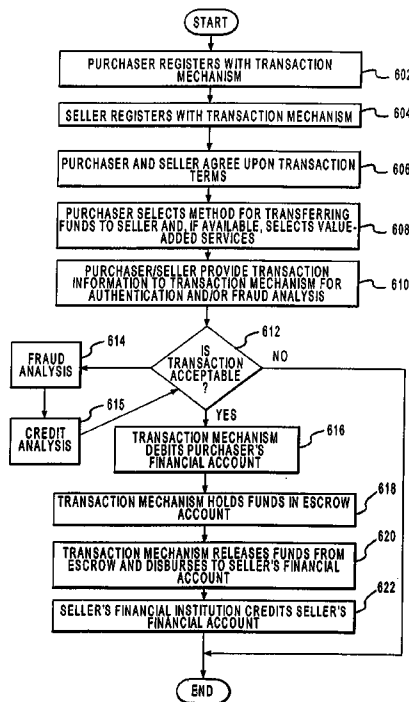 START
PURCHASER REGISTERS WITH TRANSACTION
MECHANISM
602
SELLER REGISTERS WITH TRANSACTION MECHANISM
604
PURCHASER AND SELLER AGREE UPON TRANSACTION
TERMS
606
PURCHASER SELECTS METHOD FOR TRANSFERRING
FUNDS TO SELLER AND, IF AVAILABLE, SELECTS VALUE-
ADDED SERVICES
608
PURCHASER/SELLER PROVIDE TRANSACTION
INFORMATION TO TRANSACTION MECHANISM FOR
AUTHENTICATION AND/OR FRAUD ANALYSIS
610
612
IS
TRANSACTION
ACCEPTABLE
?
NO
614
FRAUD
ANALYSIS
615
CREDIT
ANALYSIS
YES
616
TRANSACTION MECHANISM
DEBITS PURCHASER'S
FINANCIAL ACCOUNT
618
TRANSACTION MECHANISM HOLDS FUNDS IN ESCROW
ACCOUNT
620
TRANSACTION MECHANISM RELEASES FUNDS FROM
ESCROW AND DISBURSES TO SELLER'S FINANCIAL
ACCOUNT
622
SELLER'S FINANCIAL INSTITUTION CREDITS SELLER'S
FINANCIAL ACCOUNT
END